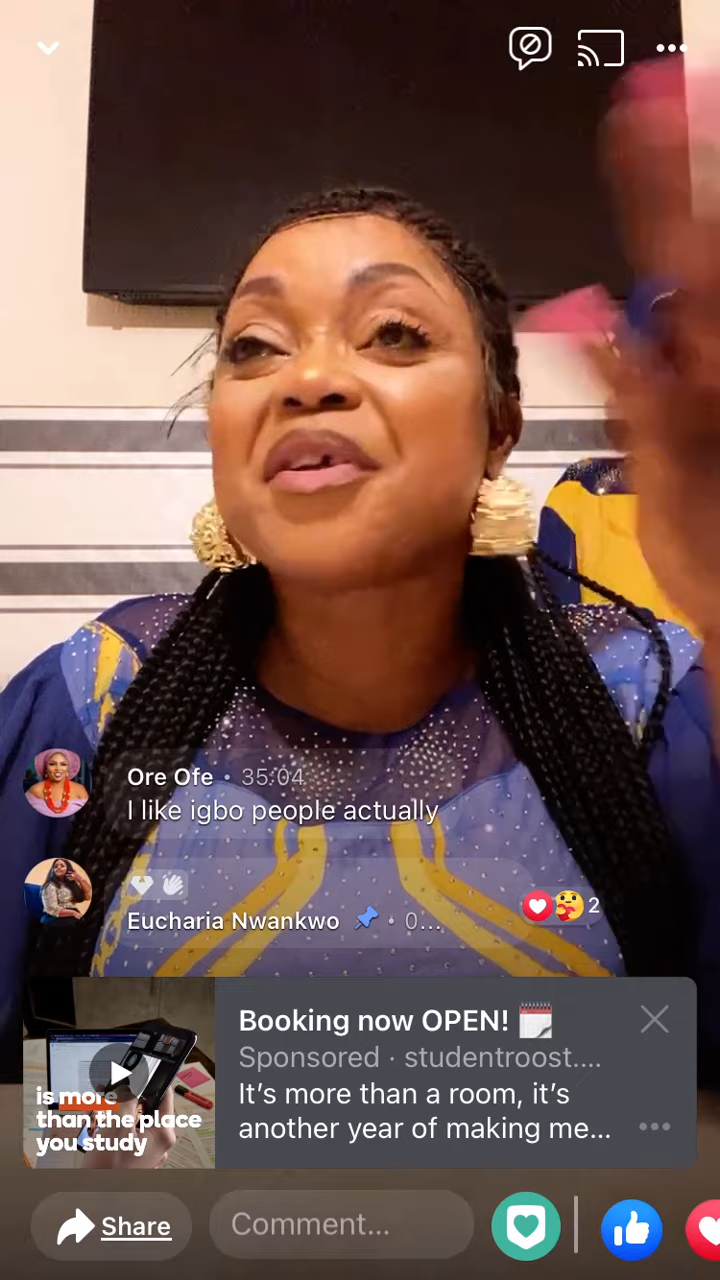 Ore Ofe • 35:04
I like igbo people actually
Eucharia Nwankwo • 0...
2
Booking now OPEN!
Sponsored · studentroost....
It's more than a room, it's
another year of making me...
is more
than the place
you study
Share
Comment...